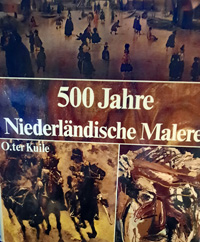 500 Jahre
Niederländische Malere
O.ter Kuile